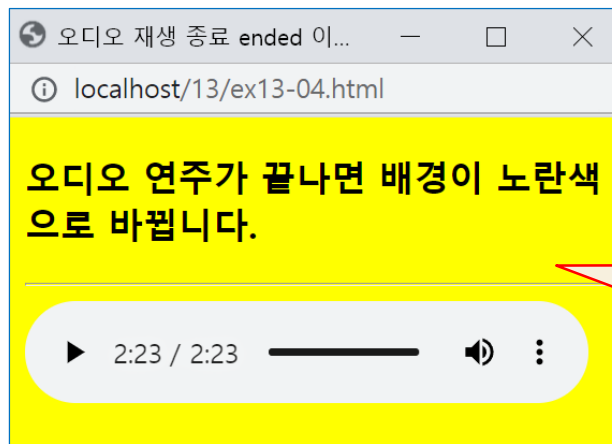 오디오 재생 종료 ended 이...
localhost/13/ex13-04.html
오디오 연주가 끝나면 배경이 노란색
으로 바뀝니다.
2:23 / 2:23